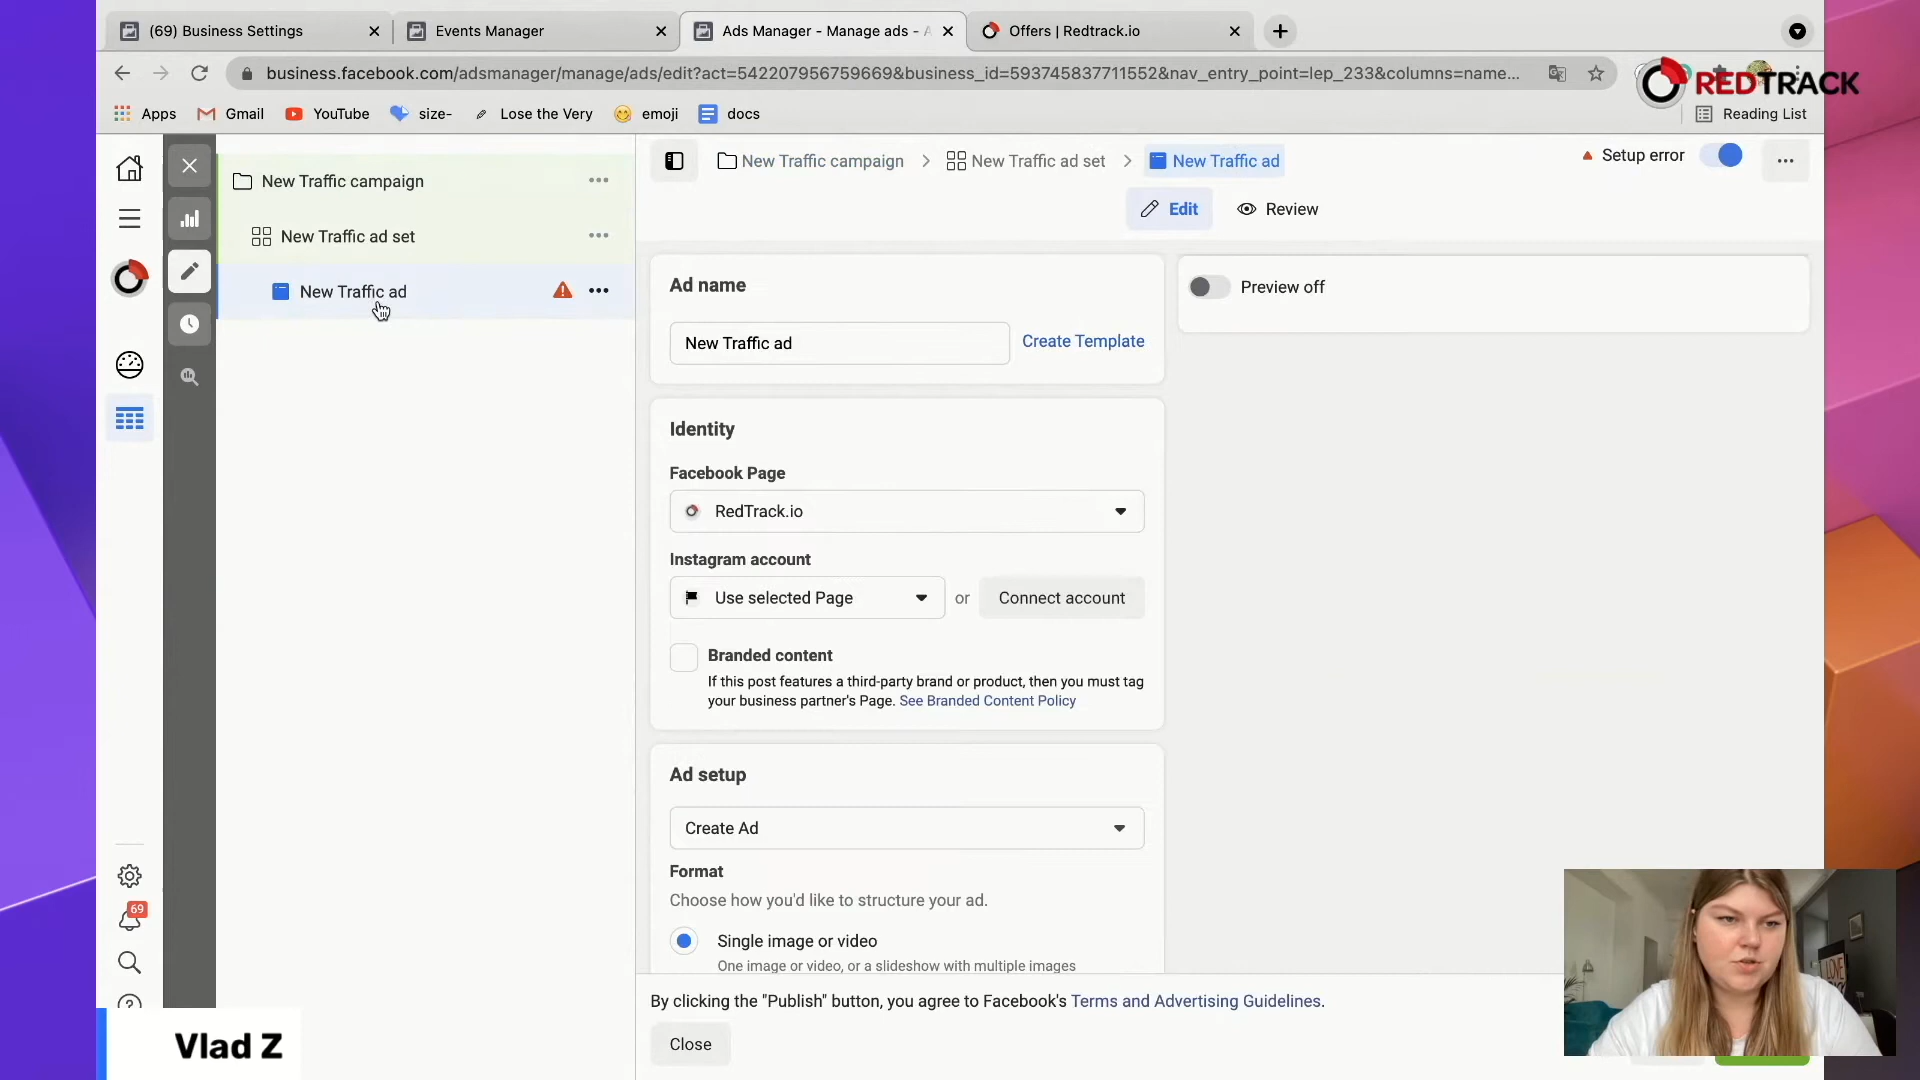 (69) Business Settings
Events Manager
Ads Manager - Manage ads - A
Offers | Redtrack.io
business.facebook.com/adsmanager/manage/ads/edit?act=542207956759669&business_id=593745837711552&nav_entry_point=lep_233&columns=name...
REDTRACK
Apps
Gmail
YouTube
size-
Lose the Very
emoji
docs
Reading List
New Traffic campaign
New Traffic ad set
New Traffic ad
New Traffic campaign
New Traffic ad set
New Traffic ad
Setup error
Edit
Review
Ad name
New Traffic ad
Create Template
Preview off
Identity
Facebook Page
RedTrack.io
Instagram account
Use selected Page
or
Connect account
Branded content
If this post features a third-party brand or product, then you must tag
your business partner's Page. See Branded Content Policy
Ad setup
Create Ad
Format
Choose how you'd like to structure your ad.
Single image or video
One image or video, or a slideshow with multiple images
69
By clicking the "Publish" button, you agree to Facebook's Terms and Advertising Guidelines.
Close
Vlad Z